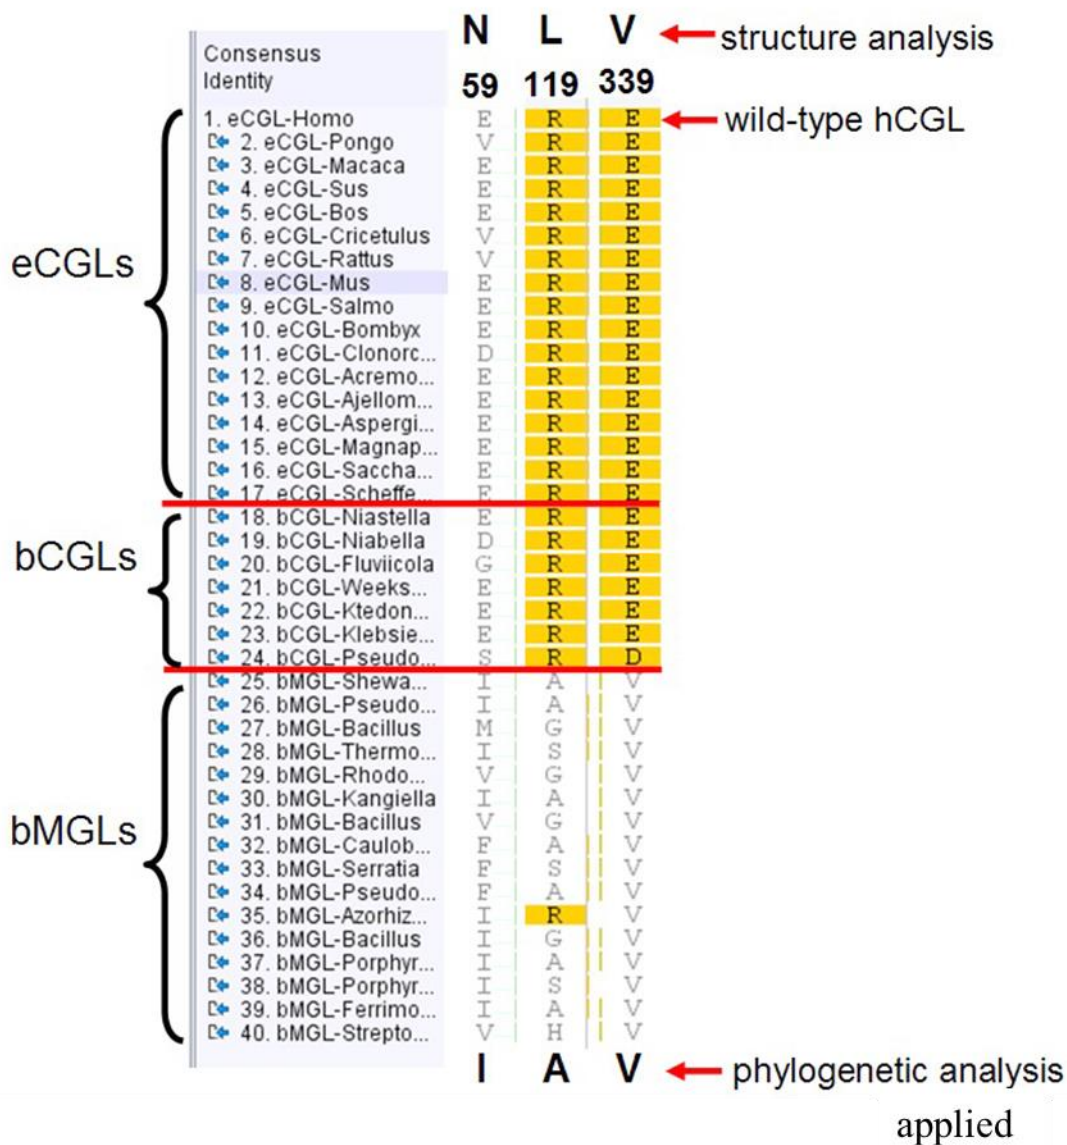 N L V structure analysis
Consensus
Identity 59 119 339
1. eCGL-Homo E R E wild-type hCGL
2. eCGL-Pongo V R E
3. eCGL-Macaca E R E
4. eCGL-Sus E R E
5. eCGL-Bos E R E
6. eCGL-Cricetulus V R E
eCGLs
7. eCGL-Rattus V R E
8. eCGL-Mus E R E
9. eCGL-Salmo E R E
10. eCGL-Bombyx E R E
11. eCGL-Clonorc... D R E
12. eCGL-Acremo... E R E
13. eCGL-Ajellom... E R E
14. eCGL-Aspergi... E R E
15. eCGL-Magnap... E R E
16. eCGL-Saccha... E R E
17. eCGL-Scheffe... E R E
18. bCGL-Niastella E R E
19. bCGL-Niabella D R E
bCGLs
20. bCGL-Fluviicola G R E
21. bCGL-Weeks... E R E
22. bCGL-Ktedon... E R E
23. bCGL-Klebsie... E R E
24. bCGL-Pseudo... S R D
25. bMGL-Shewa... I A V
26. bMGL-Pseudo... I A V
27. bMGL-Bacillus M G V
28. bMGL-Thermo... I S V
29. bMGL-Rhodo... V G V
30. bMGL-Kangiella I A V
bMGLs
31. bMGL-Bacillus V G V
32. bMGL-Caulob... F A V
33. bMGL-Serratia F S V
34. bMGL-Pseudo... F A V
35. bMGL-Azorhiz... I R V
36. bMGL-Bacillus I G V
37. bMGL-Porphyr... I A V
38. bMGL-Porphyr... I S V
39. bMGL-Ferrimo... I A V
40. bMGL-Strepto... V H V
I A V phylogenetic analysis
applied